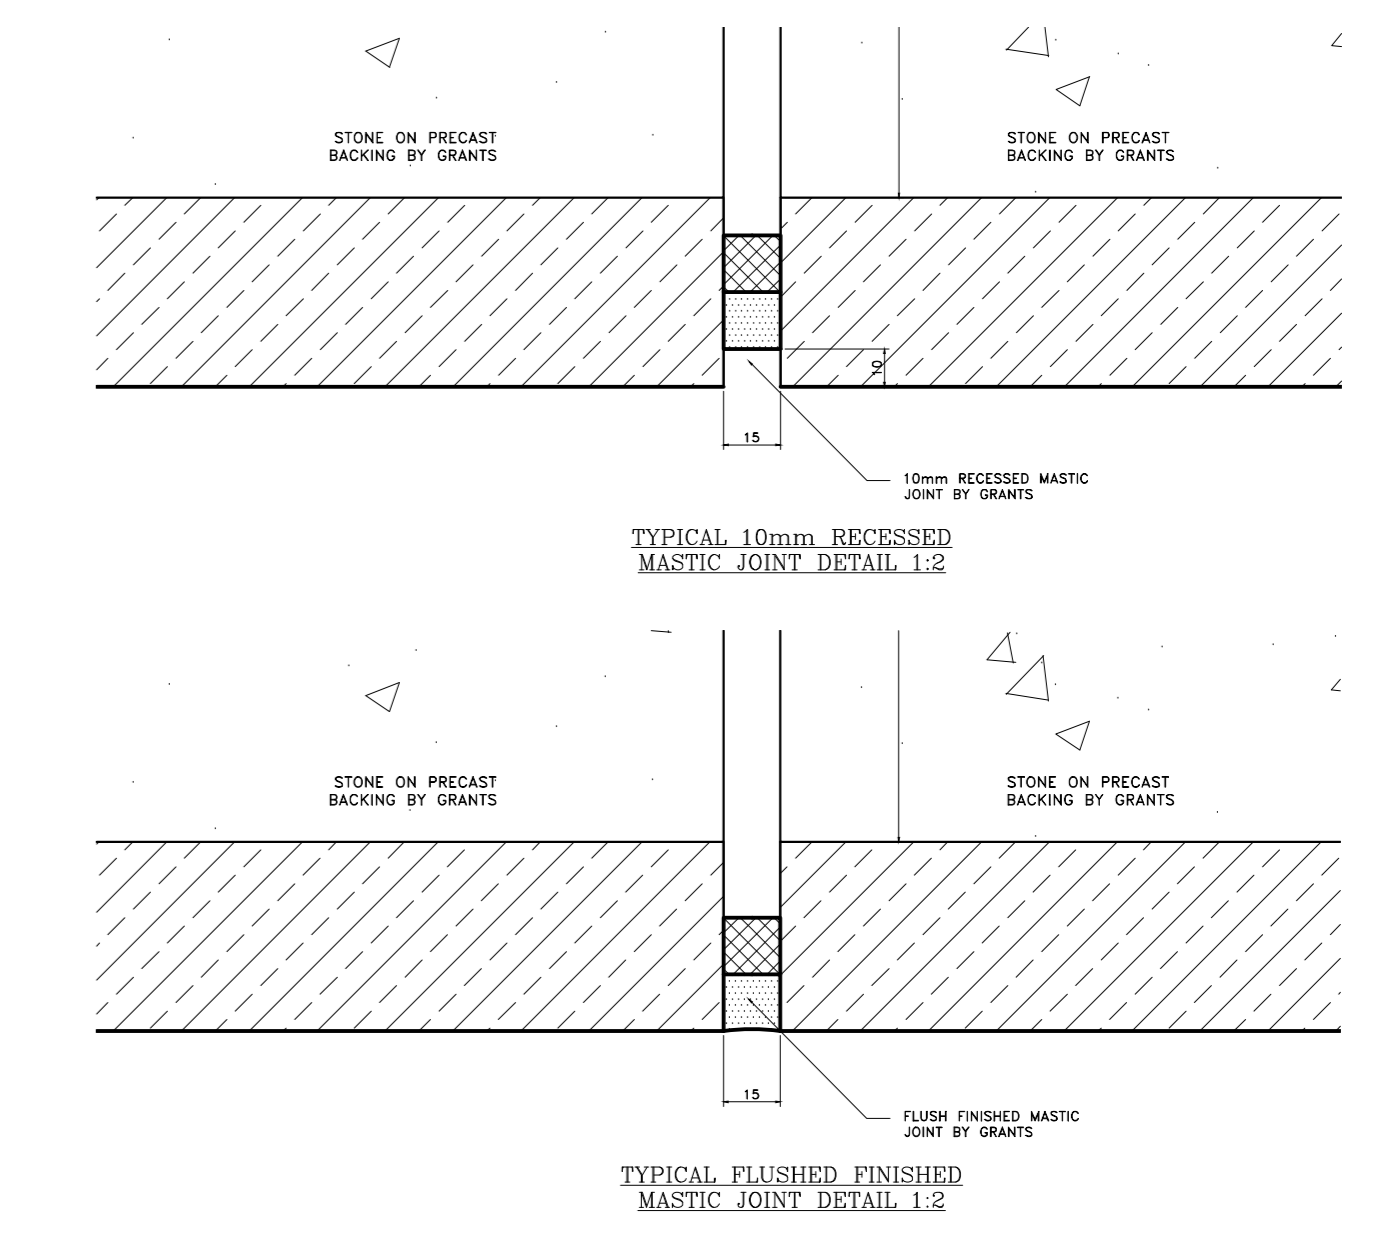 STONE ON PRECAST
BACKING BY GRANTS
STONE ON PRECAST
BACKING BY GRANTS
10
15
10mm RECESSED MASTIC
JOINT BY GRANTS
TYPICAL 10mm RECESSED
MASTIC JOINT DETAIL 1:2
STONE ON PRECAST
BACKING BY GRANTS
STONE ON PRECAST
BACKING BY GRANTS
15
FLUSH FINISHED MASTIC
JOINT BY GRANTS
TYPICAL FLUSHED FINISHED
MASTIC JOINT DETAIL 1:2